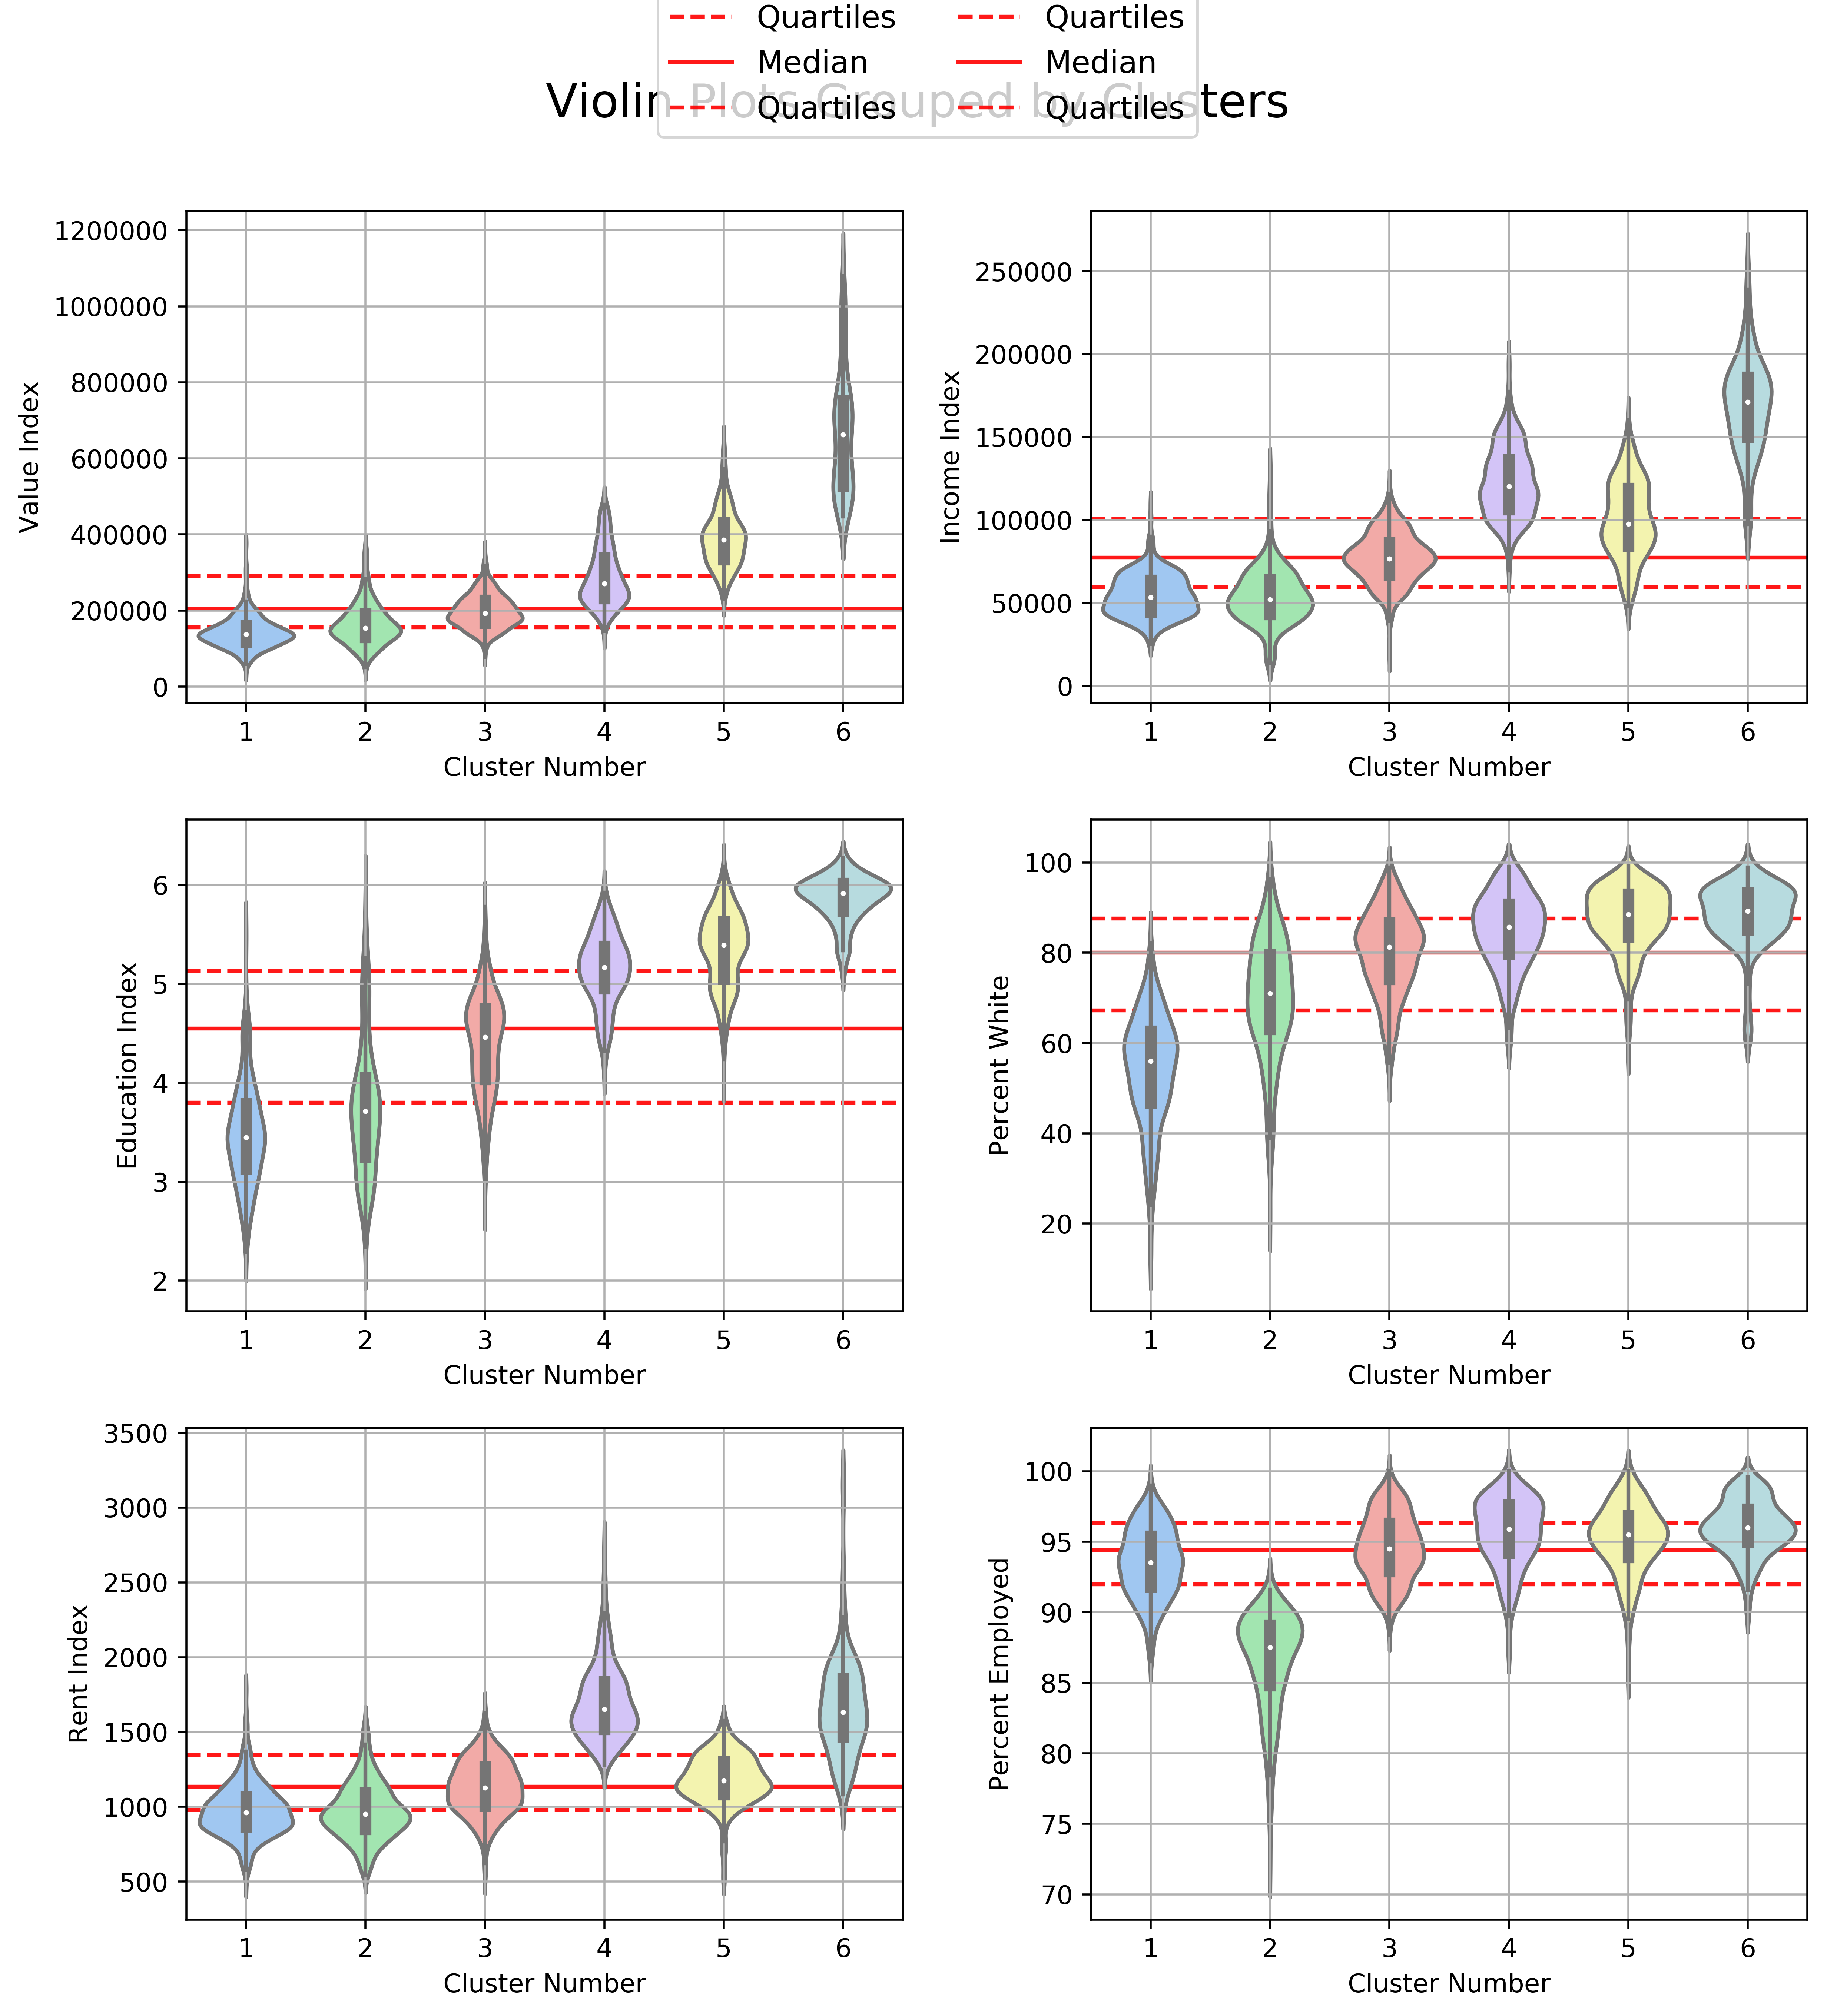 Quartiles Quartiles
Median Median
Quartiles Quartiles
Violin Plots Grouped by Clusters
1200000
1000000
800000
600000
400000
200000
0
Value Index
1 2 3 4 5 6
Cluster Number
250000
200000
150000
100000
50000
0
Income Index
1 2 3 4 5 6
Cluster Number
6
5
4
3
2
Education Index
1 2 3 4 5 6
Cluster Number
100
80
60
40
20
Percent White
1 2 3 4 5 6
Cluster Number
3500
3000
2500
2000
1500
1000
500
Rent Index
1 2 3 4 5 6
Cluster Number
100
95
90
85
80
75
70
Percent Employed
1 2 3 4 5 6
Cluster Number